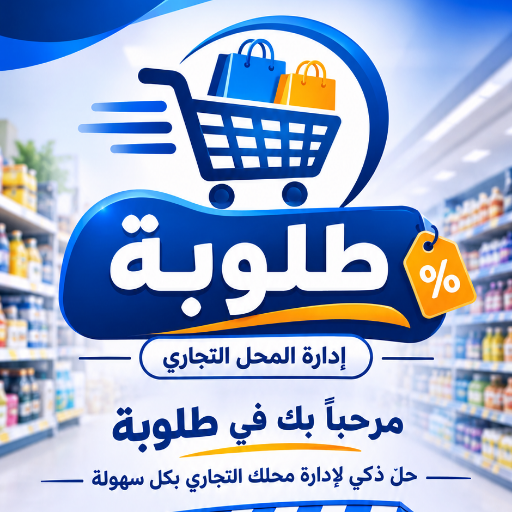 طلوبة
%
إدارة المحل التجاري
مرحباً بك في طلوبة
حل ذكي لإدارة محلك التجاري بكل سهولة